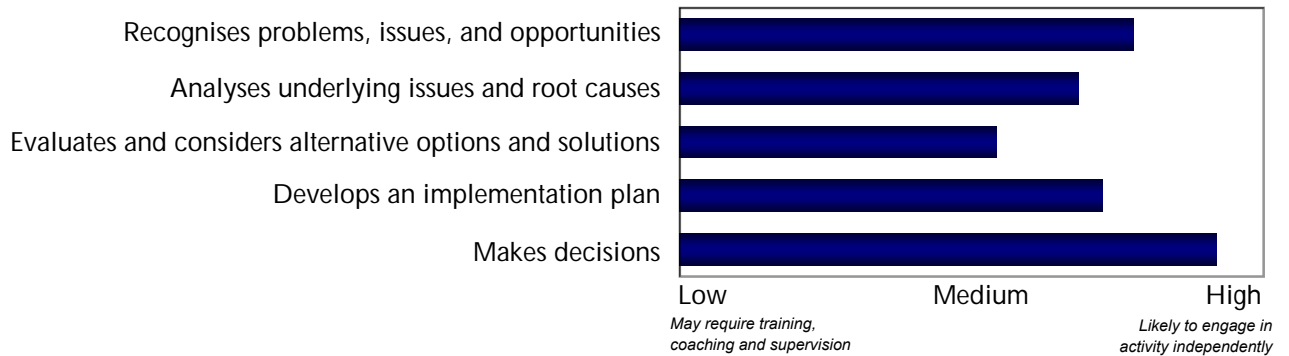 Recognises problems, issues, and opportunities
Analyses underlying issues and root causes
Evaluates and considers alternative options and solutions
Develops an implementation plan
Makes decisions
Low Medium High
May require training,
coaching and supervision
Likely to engage in
activity independently